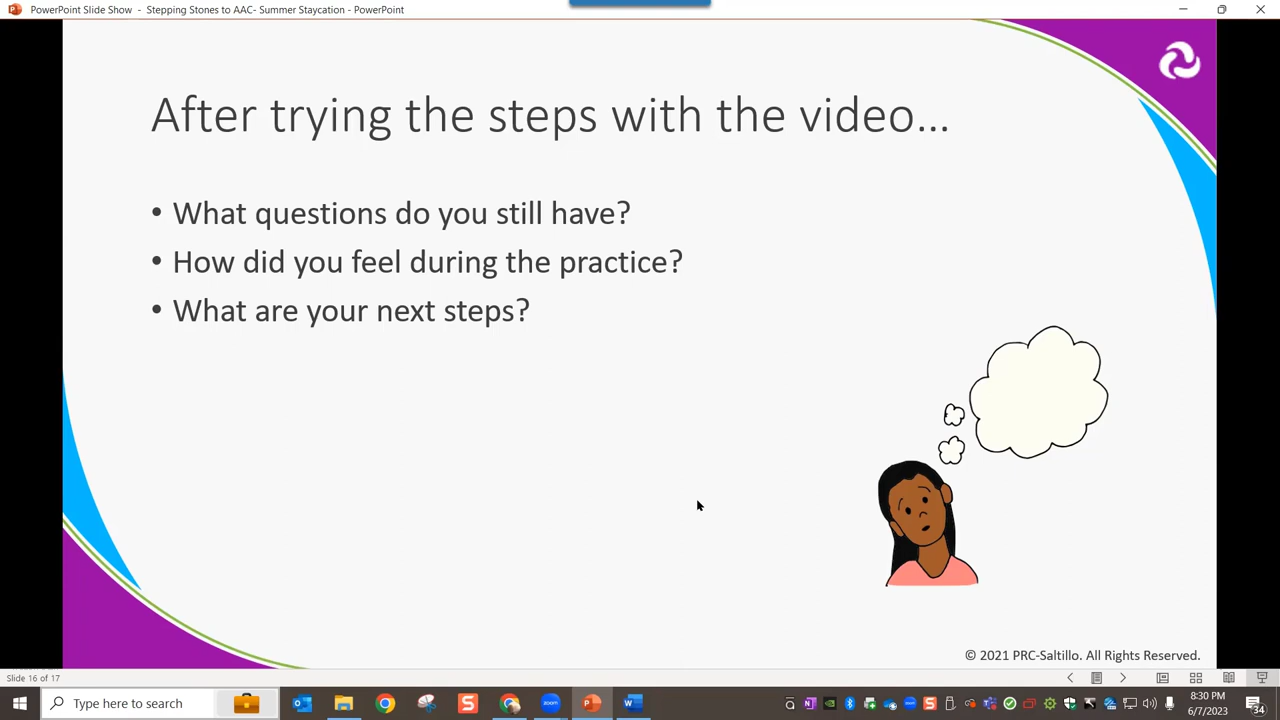 PowerPoint Slide Show - Stepping Stones to AAC- Summer Staycation - PowerPoint
After trying the steps with the video...
• What questions do you still have?
• How did you feel during the practice?
• What are your next steps?
© 2021 PRC-Saltillo. All Rights Reserved.
Slide 16 of 17
Type here to search
8:30 PM
6/7/2023
34